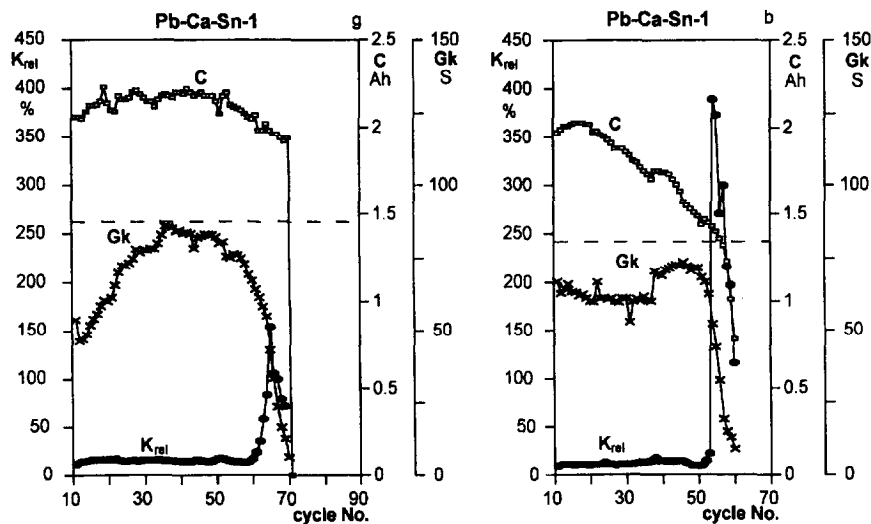 Pb-Ca-Sn-1 g
450 2.5 150
K_rel C Gk
% Ah S
400
350 2
300 100
C
250 1.5
Gk
200 1
150 50
100 0.5
50
K_rel
0 0 0
10 30 50 70 90
cycle No.
Pb-Ca-Sn-1 b
450 2.5 150
K_rel C Gk
% Ah S
400
350 2
C
300 100
250 1.5
Gk
200 1
150 50
100 0.5
50
K_rel
0 0 0
10 30 50 70
cycle No.